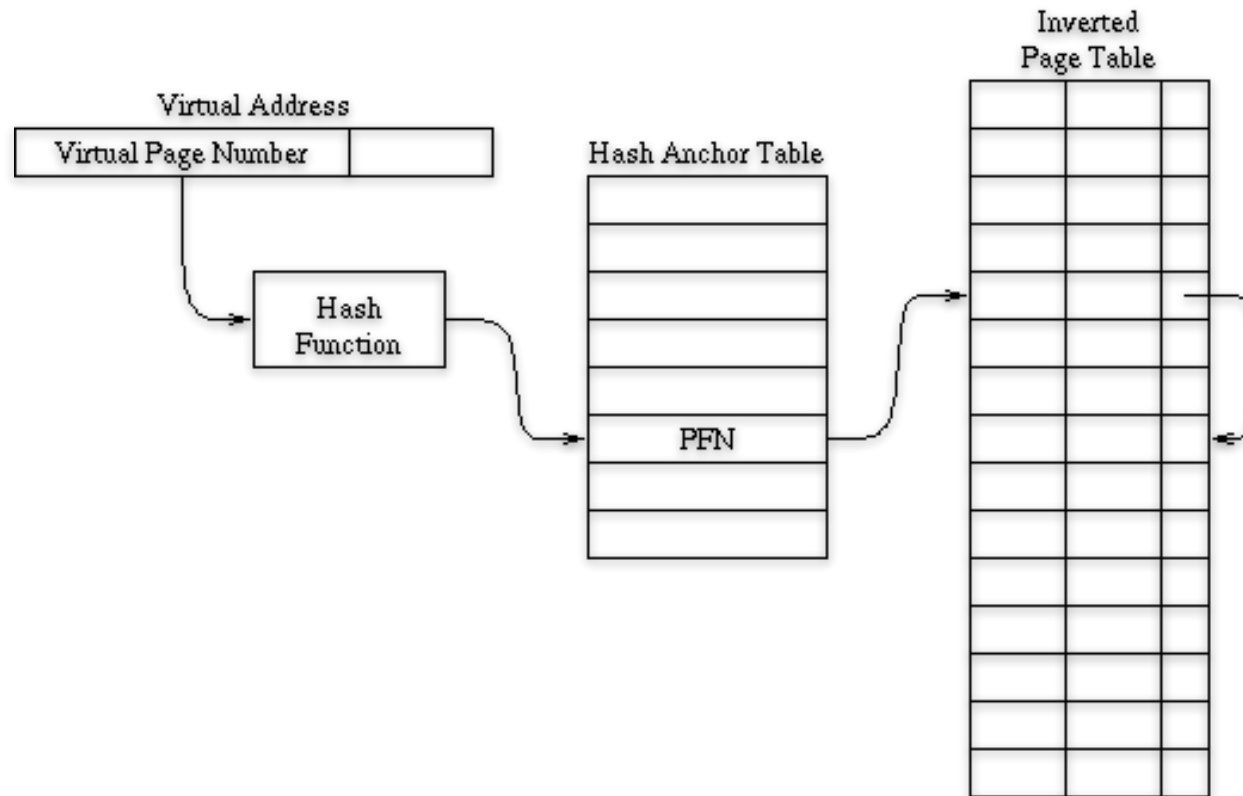 Inverted
Page Table
Virtual Address
Virtual Page Number
Hash Anchor Table
Hash
Function
PFN